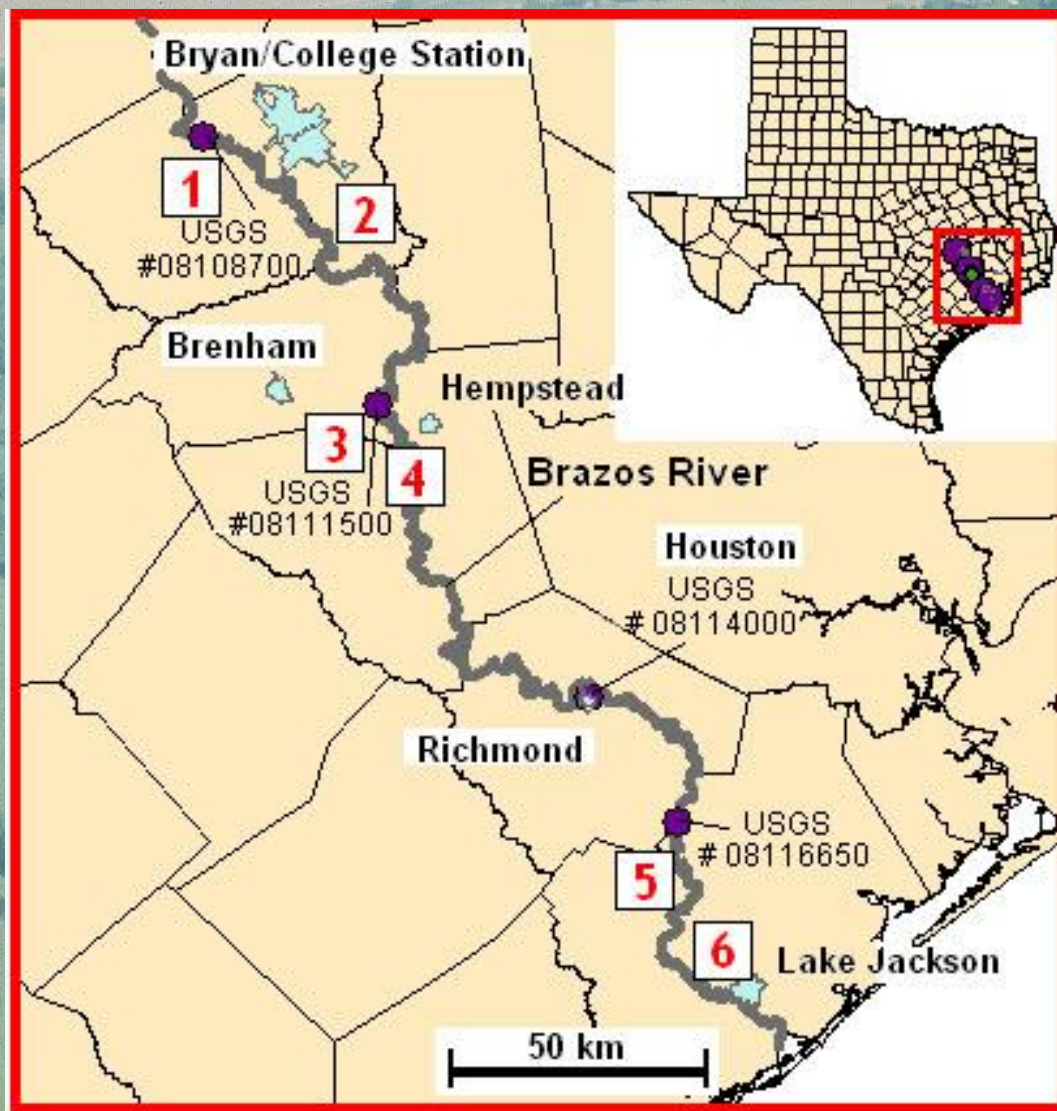 Bryan/College Station
1
2
USGS
#08108700
Brenham
Hempstead
3
4
USGS
#08111500
Brazos River
Houston
USGS
# 08114000
Richmond
USGS
# 08116650
5
6
Lake Jackson
50 km